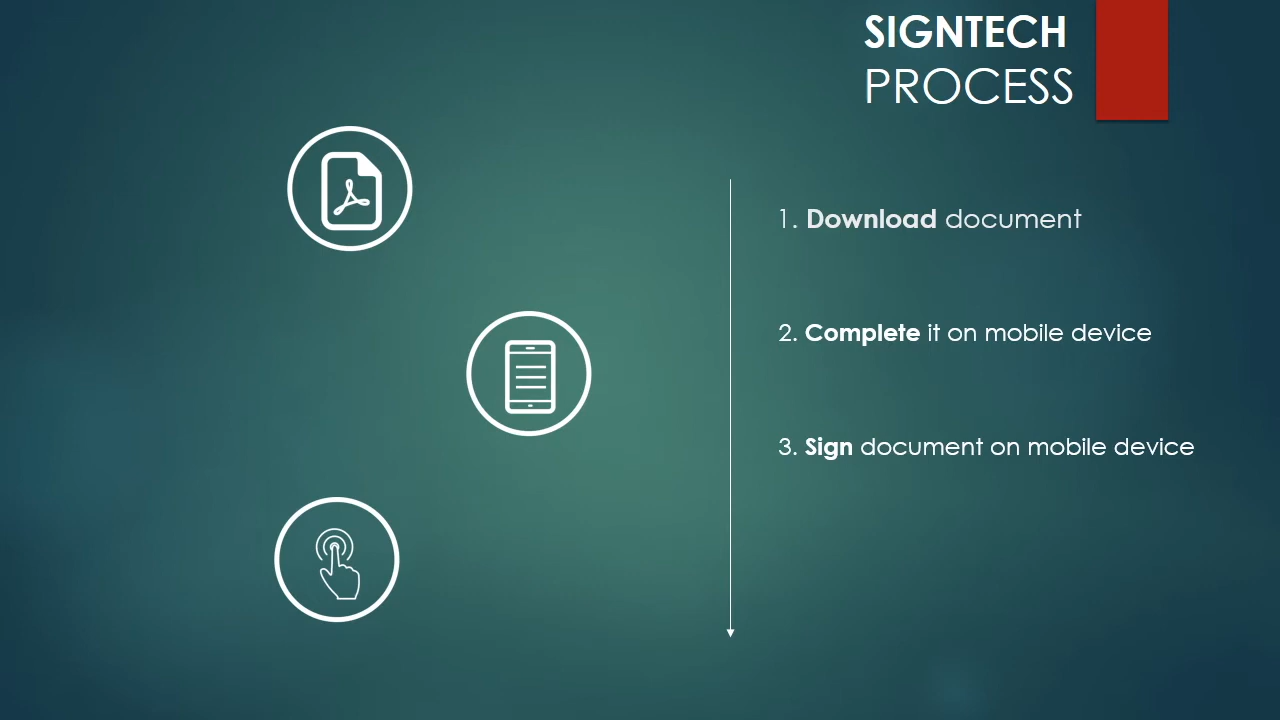 SIGNTECH
PROCESS
1. Download document
2. Complete it on mobile device
3. Sign document on mobile device